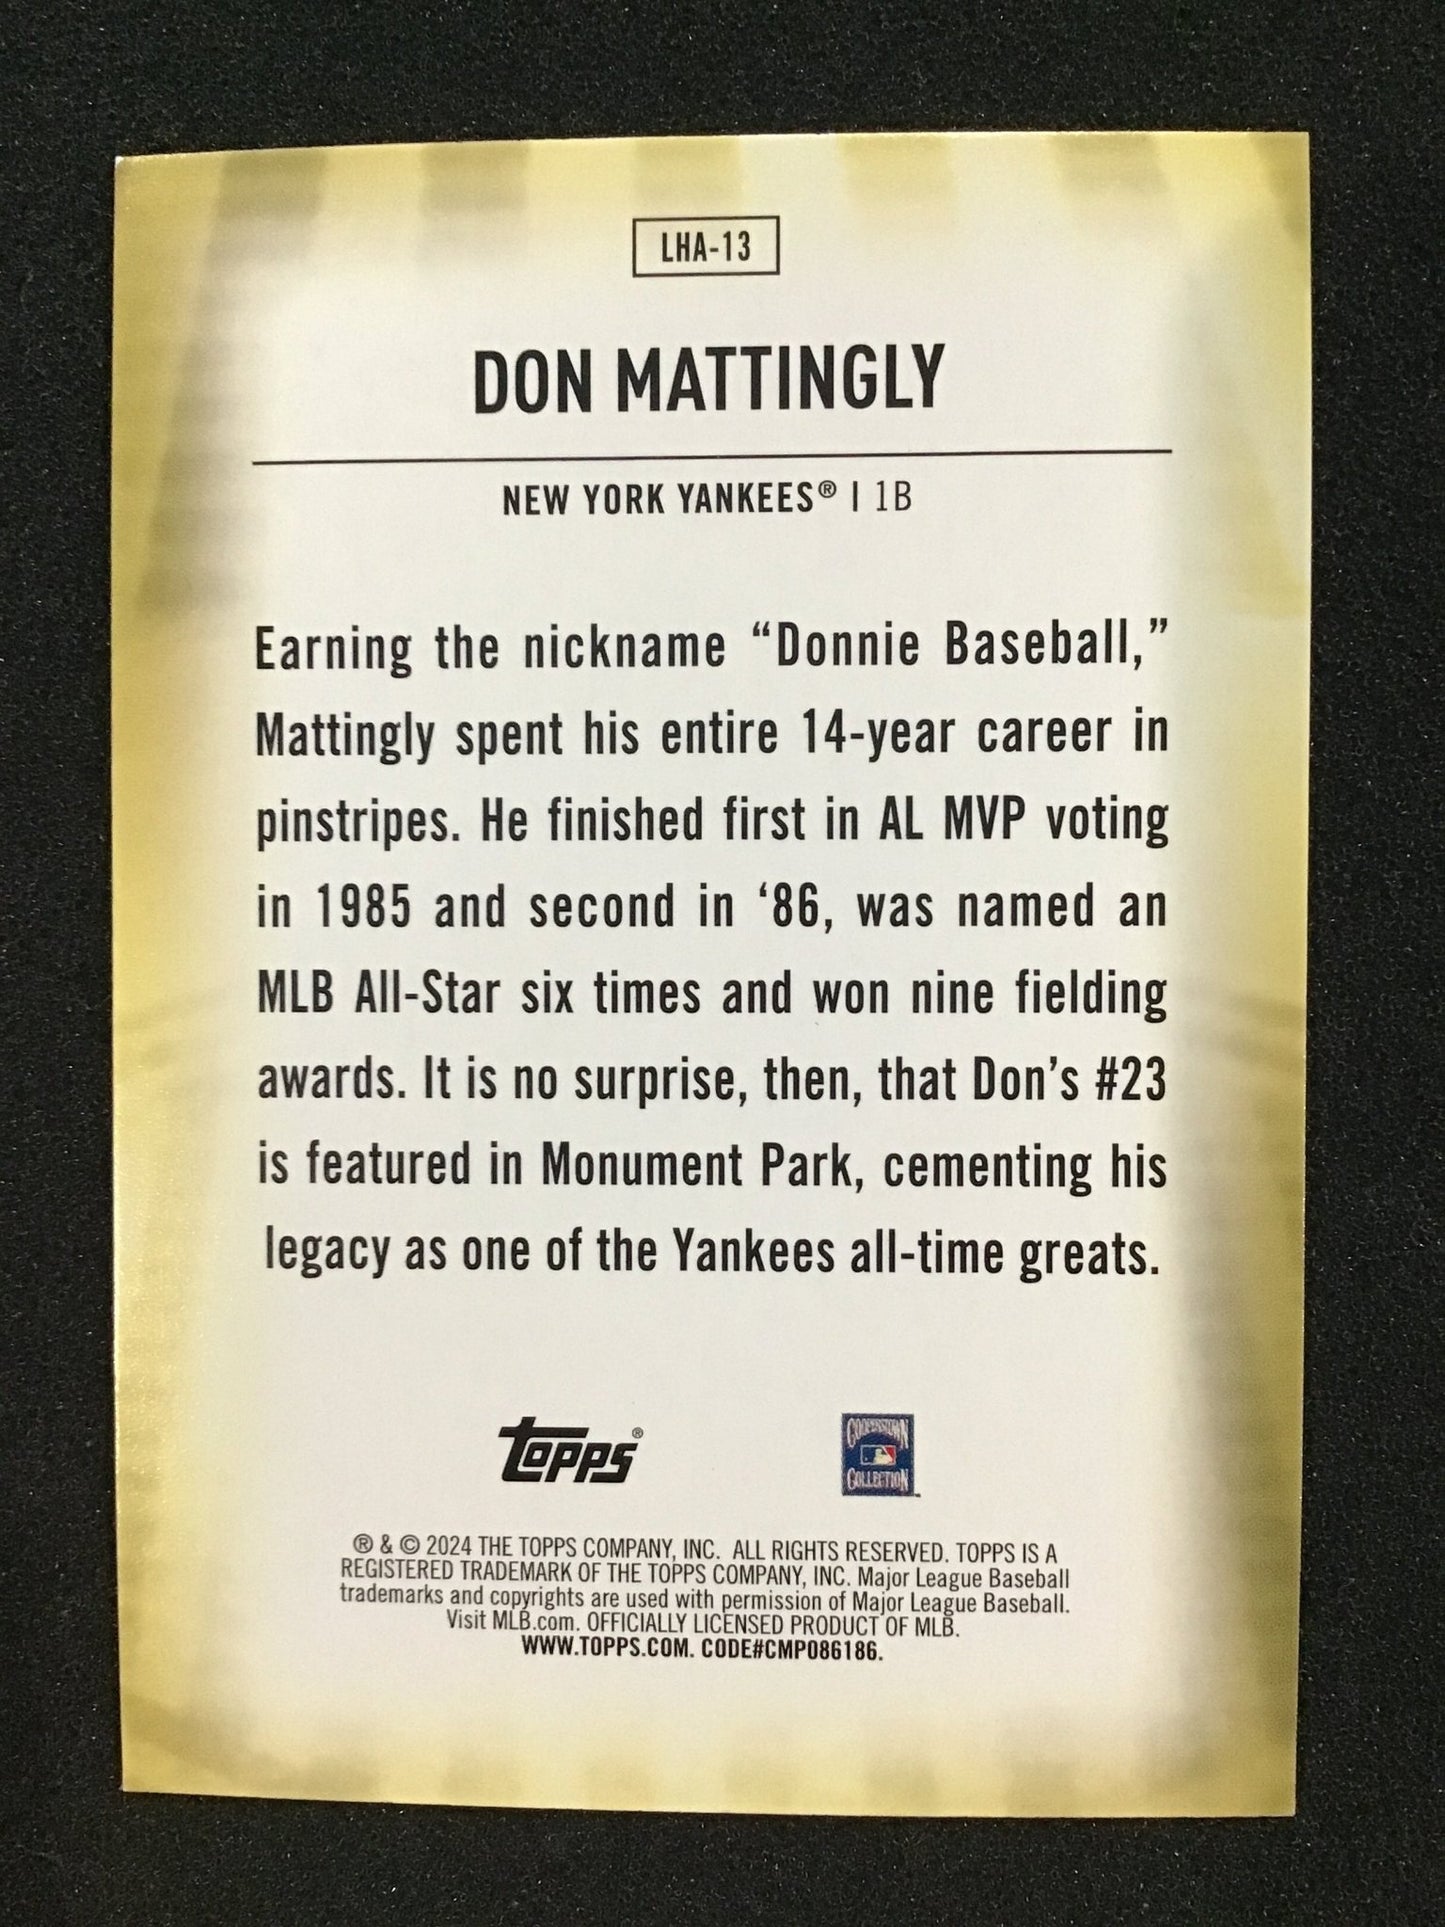 LHA-13
DON MATTINGLY
NEW YORK YANKEES® | 1B
Earning the nickname “Donnie Baseball,”
Mattingly spent his entire 14-year career in
pinstripes. He finished first in AL MVP voting
in 1985 and second in ‘86, was named an
MLB All-Star six times and won nine fielding
awards. It is no surprise, then, that Don’s #23
is featured in Monument Park, cementing his
legacy as one of the Yankees all-time greats.
topps®
COOPERSTOWN
COLLECTION
® & © 2024 THE TOPPS COMPANY, INC. ALL RIGHTS RESERVED. TOPPS IS A
REGISTERED TRADEMARK OF THE TOPPS COMPANY, INC. Major League Baseball
trademarks and copyrights are used with permission of Major League Baseball.
Visit MLB.com. OFFICIALLY LICENSED PRODUCT OF MLB.
WWW.TOPPS.COM. CODE#CMP086186.